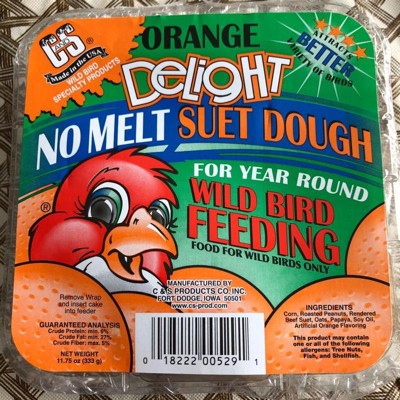 C&S
Made in the USA
WILD BIRD
SPECIALTY PRODUCTS
ORANGE
DeLiGHT
ATTRACTS
BETTER
VARIETY OF BIRDS
NO MELT SUET DOUGH
FOR YEAR ROUND
WILD BIRD
FEEDING
FOOD FOR WILD BIRDS ONLY
®
MANUFACTURED BY
C & S PRODUCTS CO. INC.
FORT DODGE, IOWA 50501
www.cs-prod.com
Remove Wrap
and insert cake
into feeder
GUARANTEED ANALYSIS
Crude Protein: min. 8%
Crude Fat: min. 27%
Crude Fiber: max. 5%
NET WEIGHT
11.75 oz (333 g)
0 18222 00529 1
INGREDIENTS
Corn, Roasted Peanuts, Rendered
Beef Suet, Oats, Papaya, Soy Oil,
Artificial Orange Flavoring
This product may contain
one or all of the following
allergens: Tree Nuts,
Fish, and Shellfish.